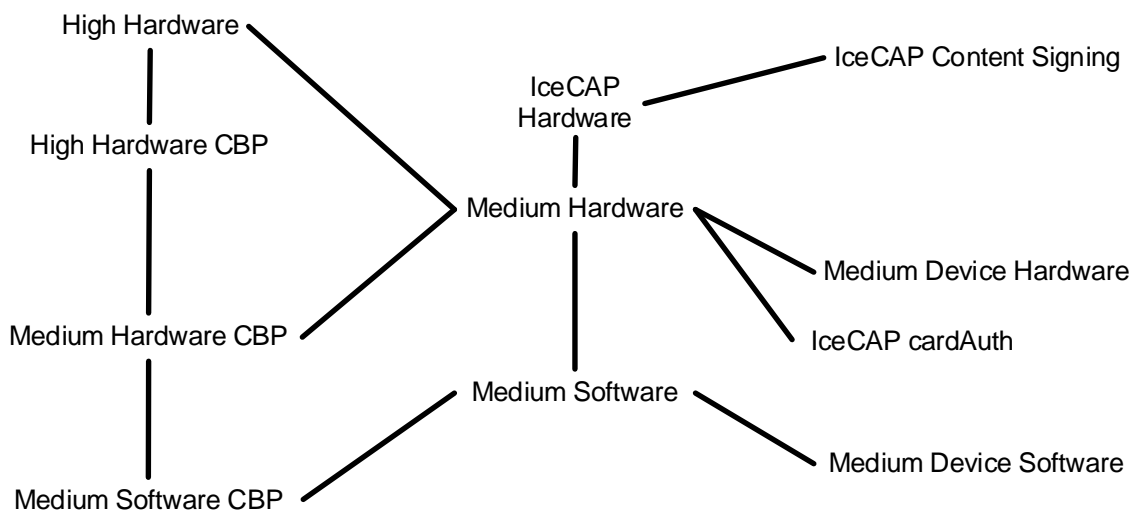 High Hardware
IceCAP Content Signing
IceCAP
Hardware
High Hardware CBP
Medium Hardware
Medium Device Hardware
Medium Hardware CBP
IceCAP cardAuth
Medium Software
Medium Device Software
Medium Software CBP